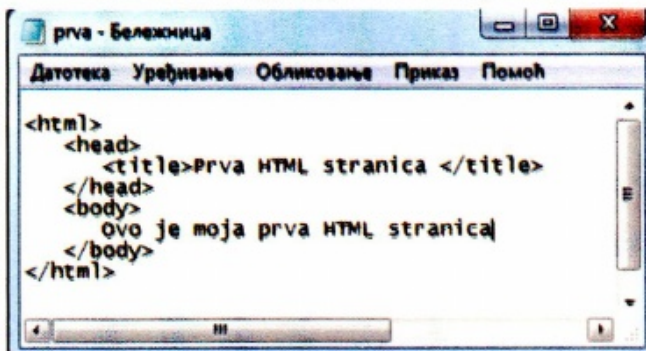 prva - Бележница
Датотека Уређивање Обликовање Приказ Помоћ
<html>
<head>
<title>Prva HTML stranica </title>
</head>
<body>
Ovo je moja prva HTML stranica
</body>
</html>